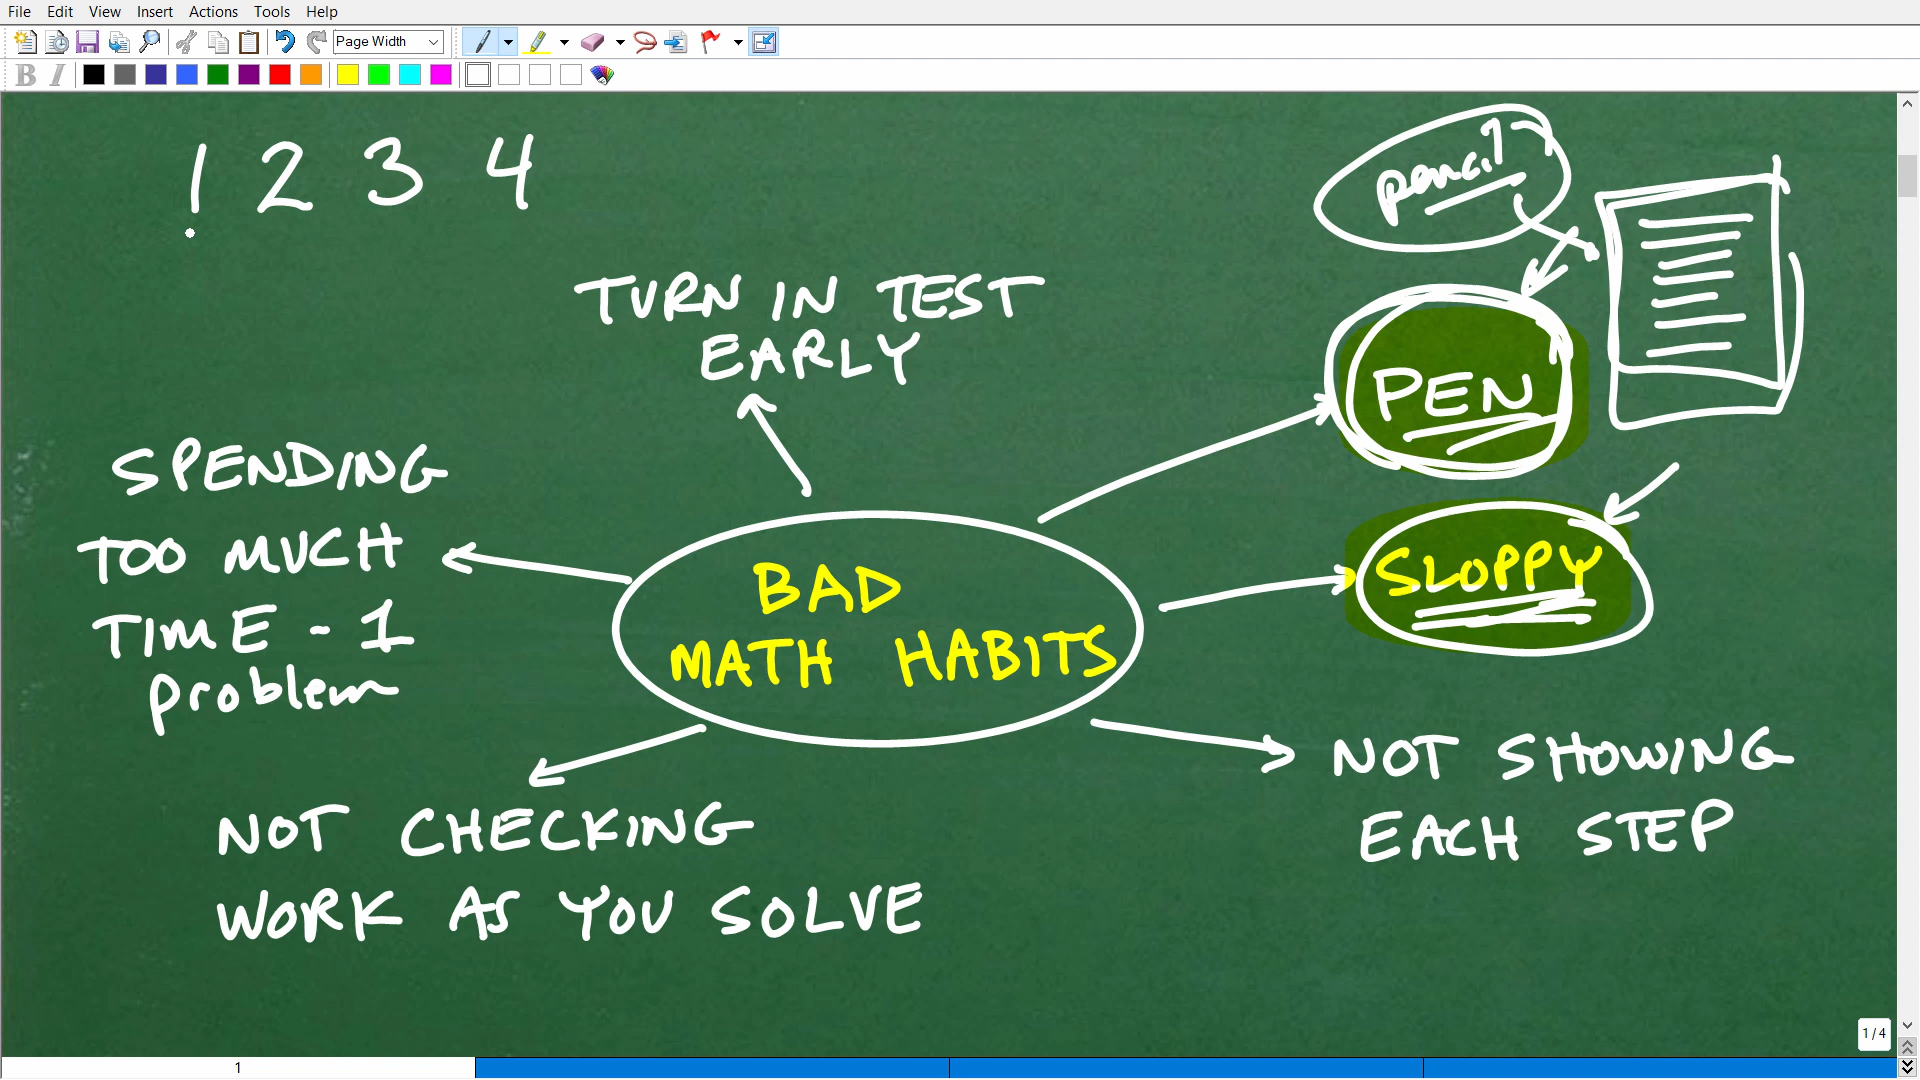 File Edit View Insert Actions Tools Help
Page Width
B I
1 2 3 4
pencil
TURN IN TEST
EARLY
PEN
SPENDING
TOO MUCH
TIME - 1
problem
BAD
MATH HABITS
SLOPPY
NOT SHOWING
EACH STEP
NOT CHECKING
WORK AS YOU SOLVE
1 / 4
1